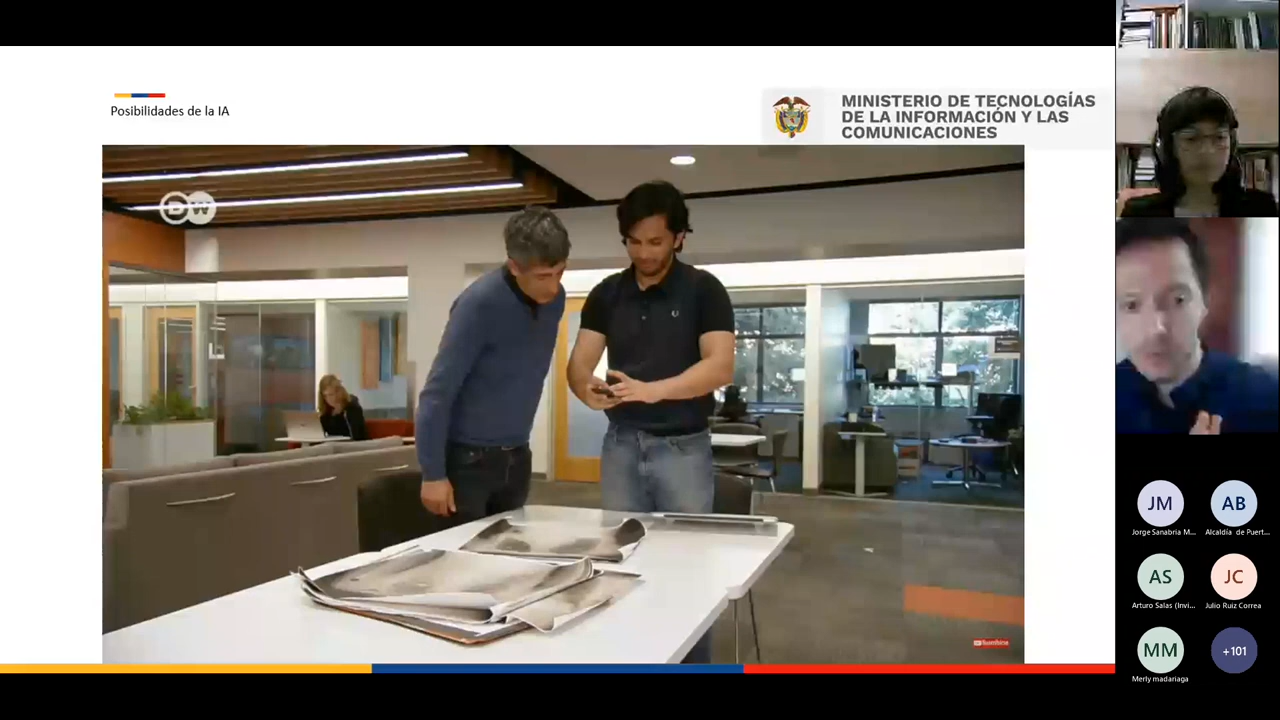 Posibilidades de la IA
MINISTERIO DE TECNOLOGÍAS
DE LA INFORMACIÓN Y LAS
COMUNICACIONES
DW
JM
Jorge Sanabria M...
AB
Alcaldía de Puert...
AS
Arturo Salas (Invi...
JC
Julio Ruiz Correa
MM
Merly madariaga
+101